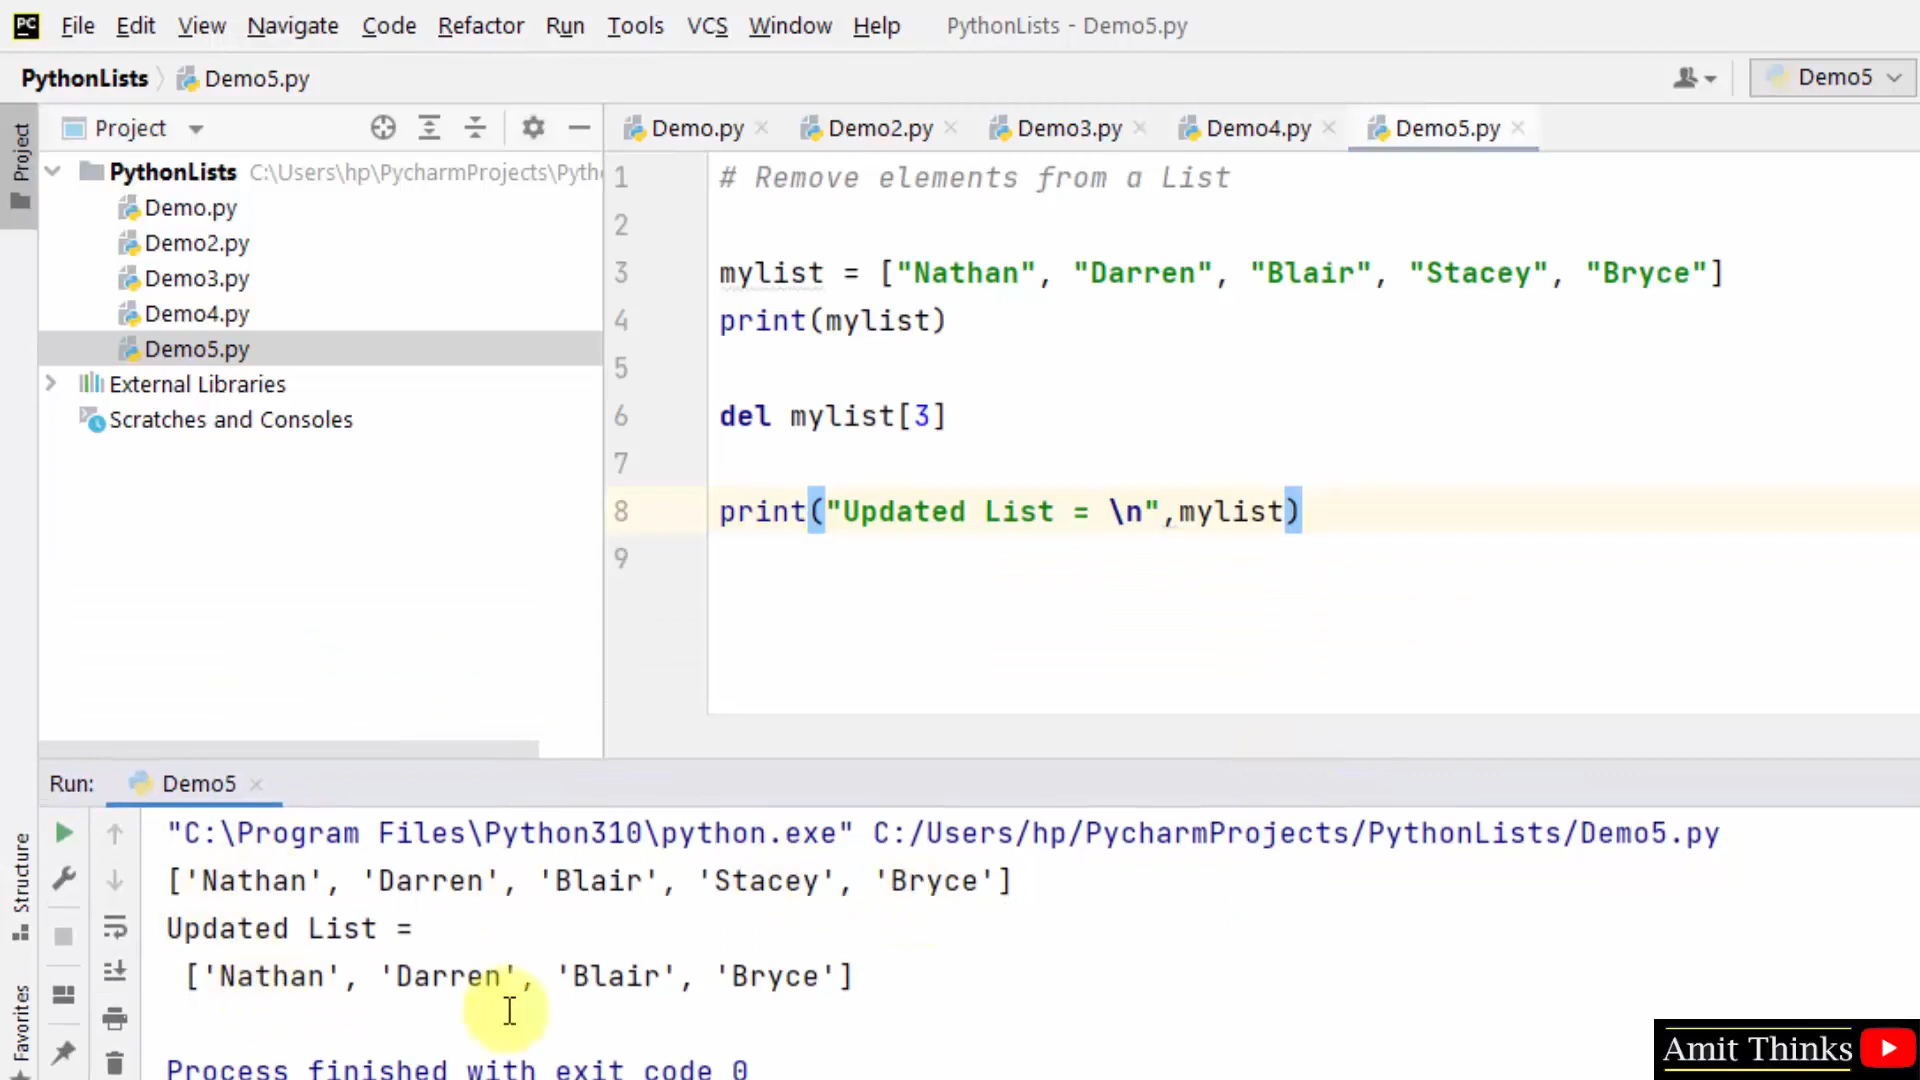 PC File Edit View Navigate Code Refactor Run Tools VCS Window Help PythonLists - Demo5.py
PythonLists Demo5.py Demo5
Project
Project Demo.py Demo2.py Demo3.py Demo4.py Demo5.py
PythonLists C:\Users\hp\PycharmProjects\Pyth
Demo.py
Demo2.py
Demo3.py
Demo4.py
Demo5.py
External Libraries
Scratches and Consoles
1 # Remove elements from a List
2
3 mylist = ["Nathan", "Darren", "Blair", "Stacey", "Bryce"]
4 print(mylist)
5
6 del mylist[3]
7
8 print("Updated List = \n",mylist)
9
Run: Demo5
"C:\Program Files\Python310\python.exe" C:/Users/hp/PycharmProjects/PythonLists/Demo5.py
['Nathan', 'Darren', 'Blair', 'Stacey', 'Bryce']
Updated List =
['Nathan', 'Darren', 'Blair', 'Bryce']
Process finished with exit code 0
Structure
Favorites
Amit Thinks